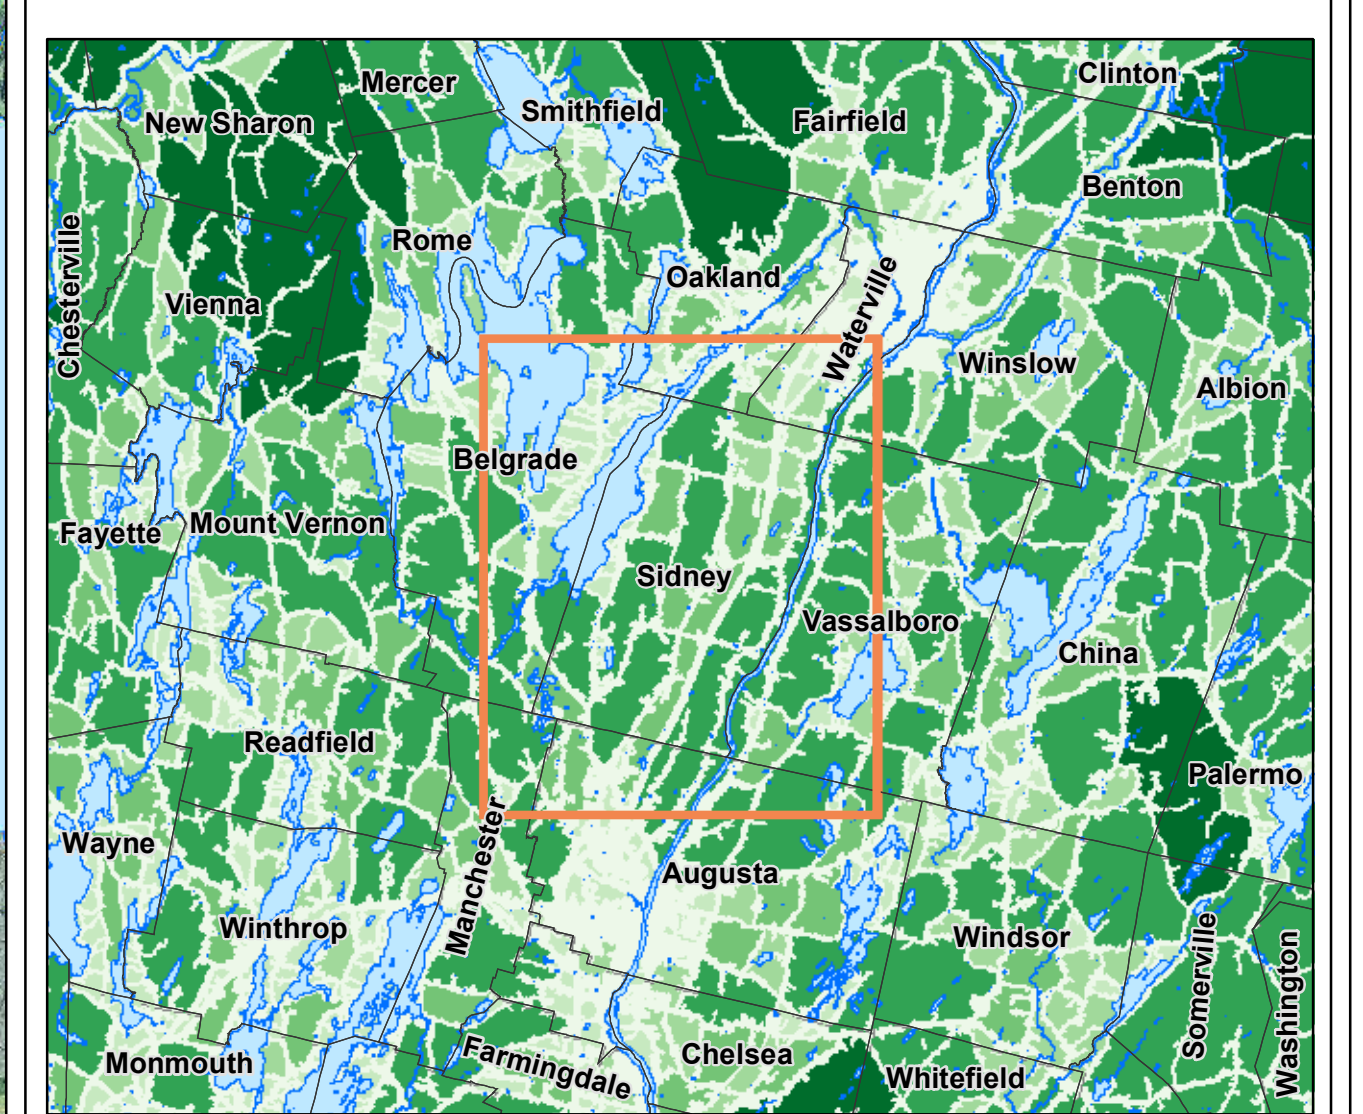 Mercer
Clinton
New Sharon
Smithfield
Fairfield
Benton
Chesterville
Rome
Oakland
Vienna
Waterville
Winslow
Albion
Belgrade
Fayette
Mount Vernon
Sidney
Vassalboro
China
Readfield
Palermo
Wayne
Manchester
Augusta
Winthrop
Windsor
Somerville
Washington
Monmouth
Farmingdale
Chelsea
Whitefield